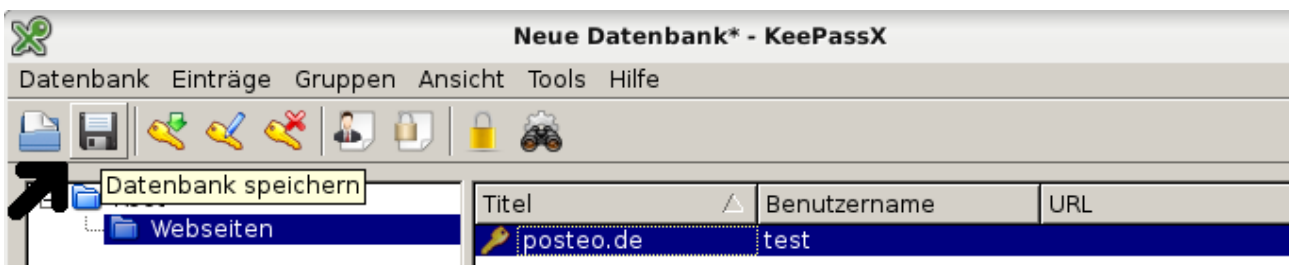 Neue Datenbank* - KeePassX
Datenbank Einträge Gruppen Ansicht Tools Hilfe
Datenbank speichern
Titel Benutzername URL
Webseiten
posteo.de test